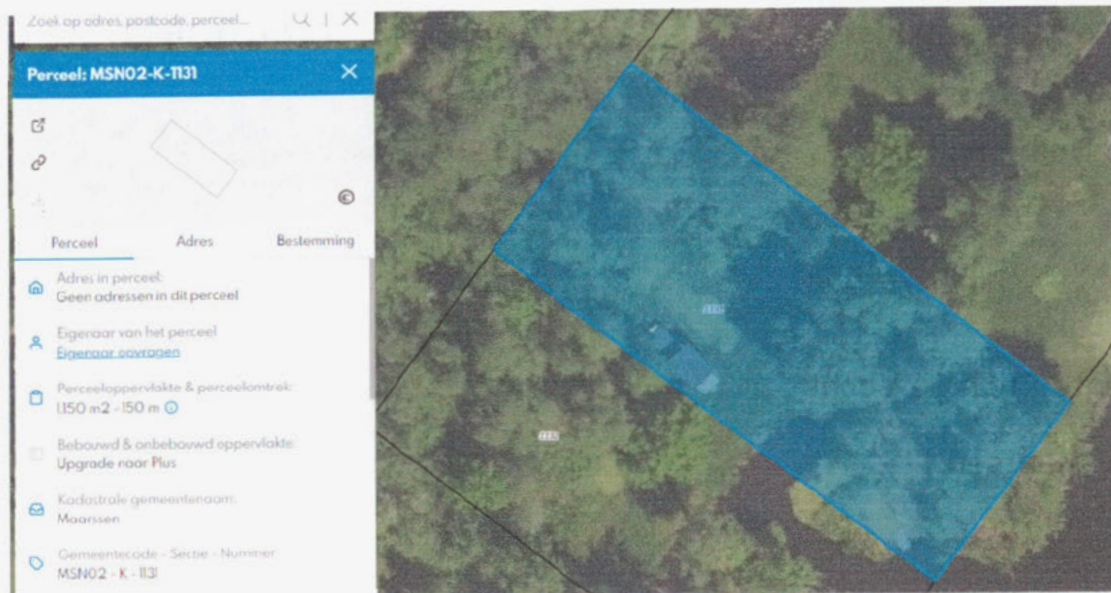 Zoek op adres, postcode, perceel...
Perceel: MSN02-K-1131
Perceel Adres Bestemming
Adres in perceel:
Geen adressen in dit perceel
Eigenaar van het perceel
Eigenaar opvragen
Perceeloppervlakte & perceelomtrek:
1.150 m2 - 150 m
Bebouwd & onbebouwd oppervlakte:
Upgrade naar Plus
Kadastrale gemeentenaam:
Maarssen
Gemeentecode - Sectie - Nummer
MSN02 - K - 1131